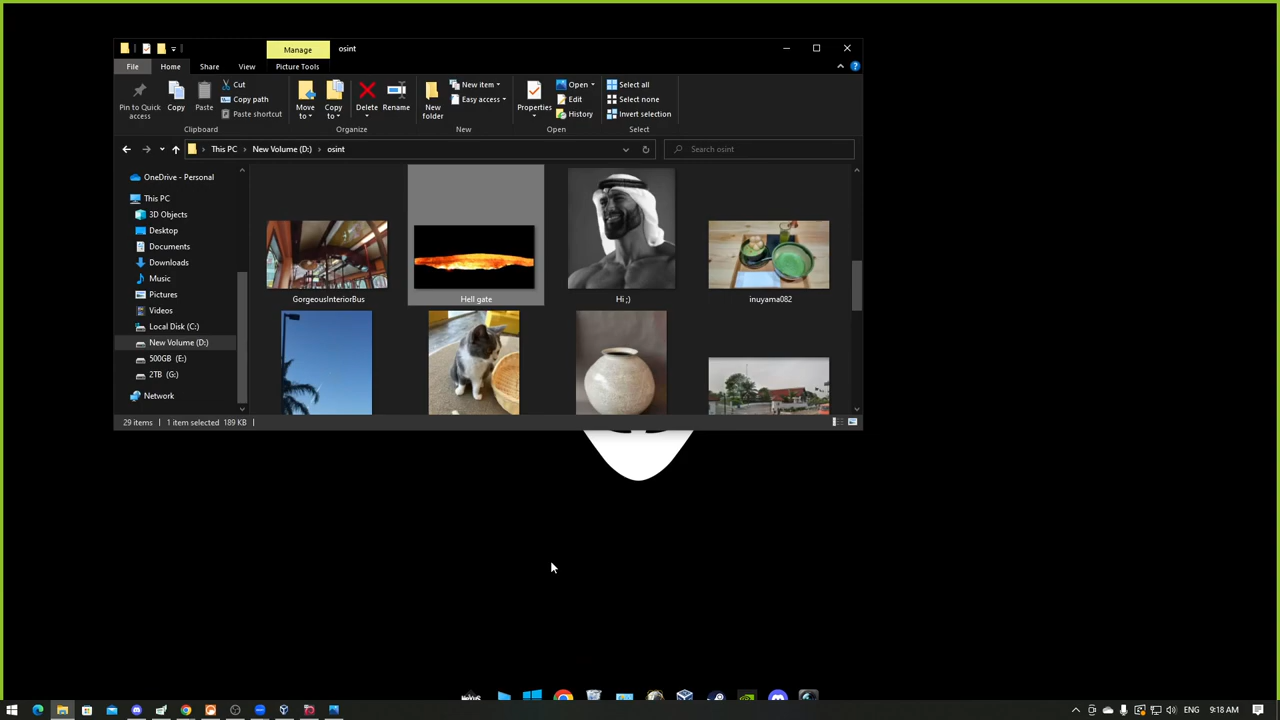 Manage
osint
File
Home
Share
View
Picture Tools
Pin to Quick access
Copy
Paste
Cut
Copy path
Paste shortcut
Move to
Copy to
Delete
Rename
New folder
New item
Easy access
Properties
Open
Edit
History
Select all
Select none
Invert selection
Clipboard
Organize
New
Open
Select
This PC
New Volume (D:)
osint
Search osint
OneDrive - Personal
This PC
3D Objects
Desktop
Documents
Downloads
Music
Pictures
Videos
Local Disk (C:)
New Volume (D:)
500GB (E:)
2TB (G:)
Network
GorgeousInteriorBus
Hell gate
Hi ;)
inuyama082
29 items
1 item selected 189 KB
ENG
9:18 AM